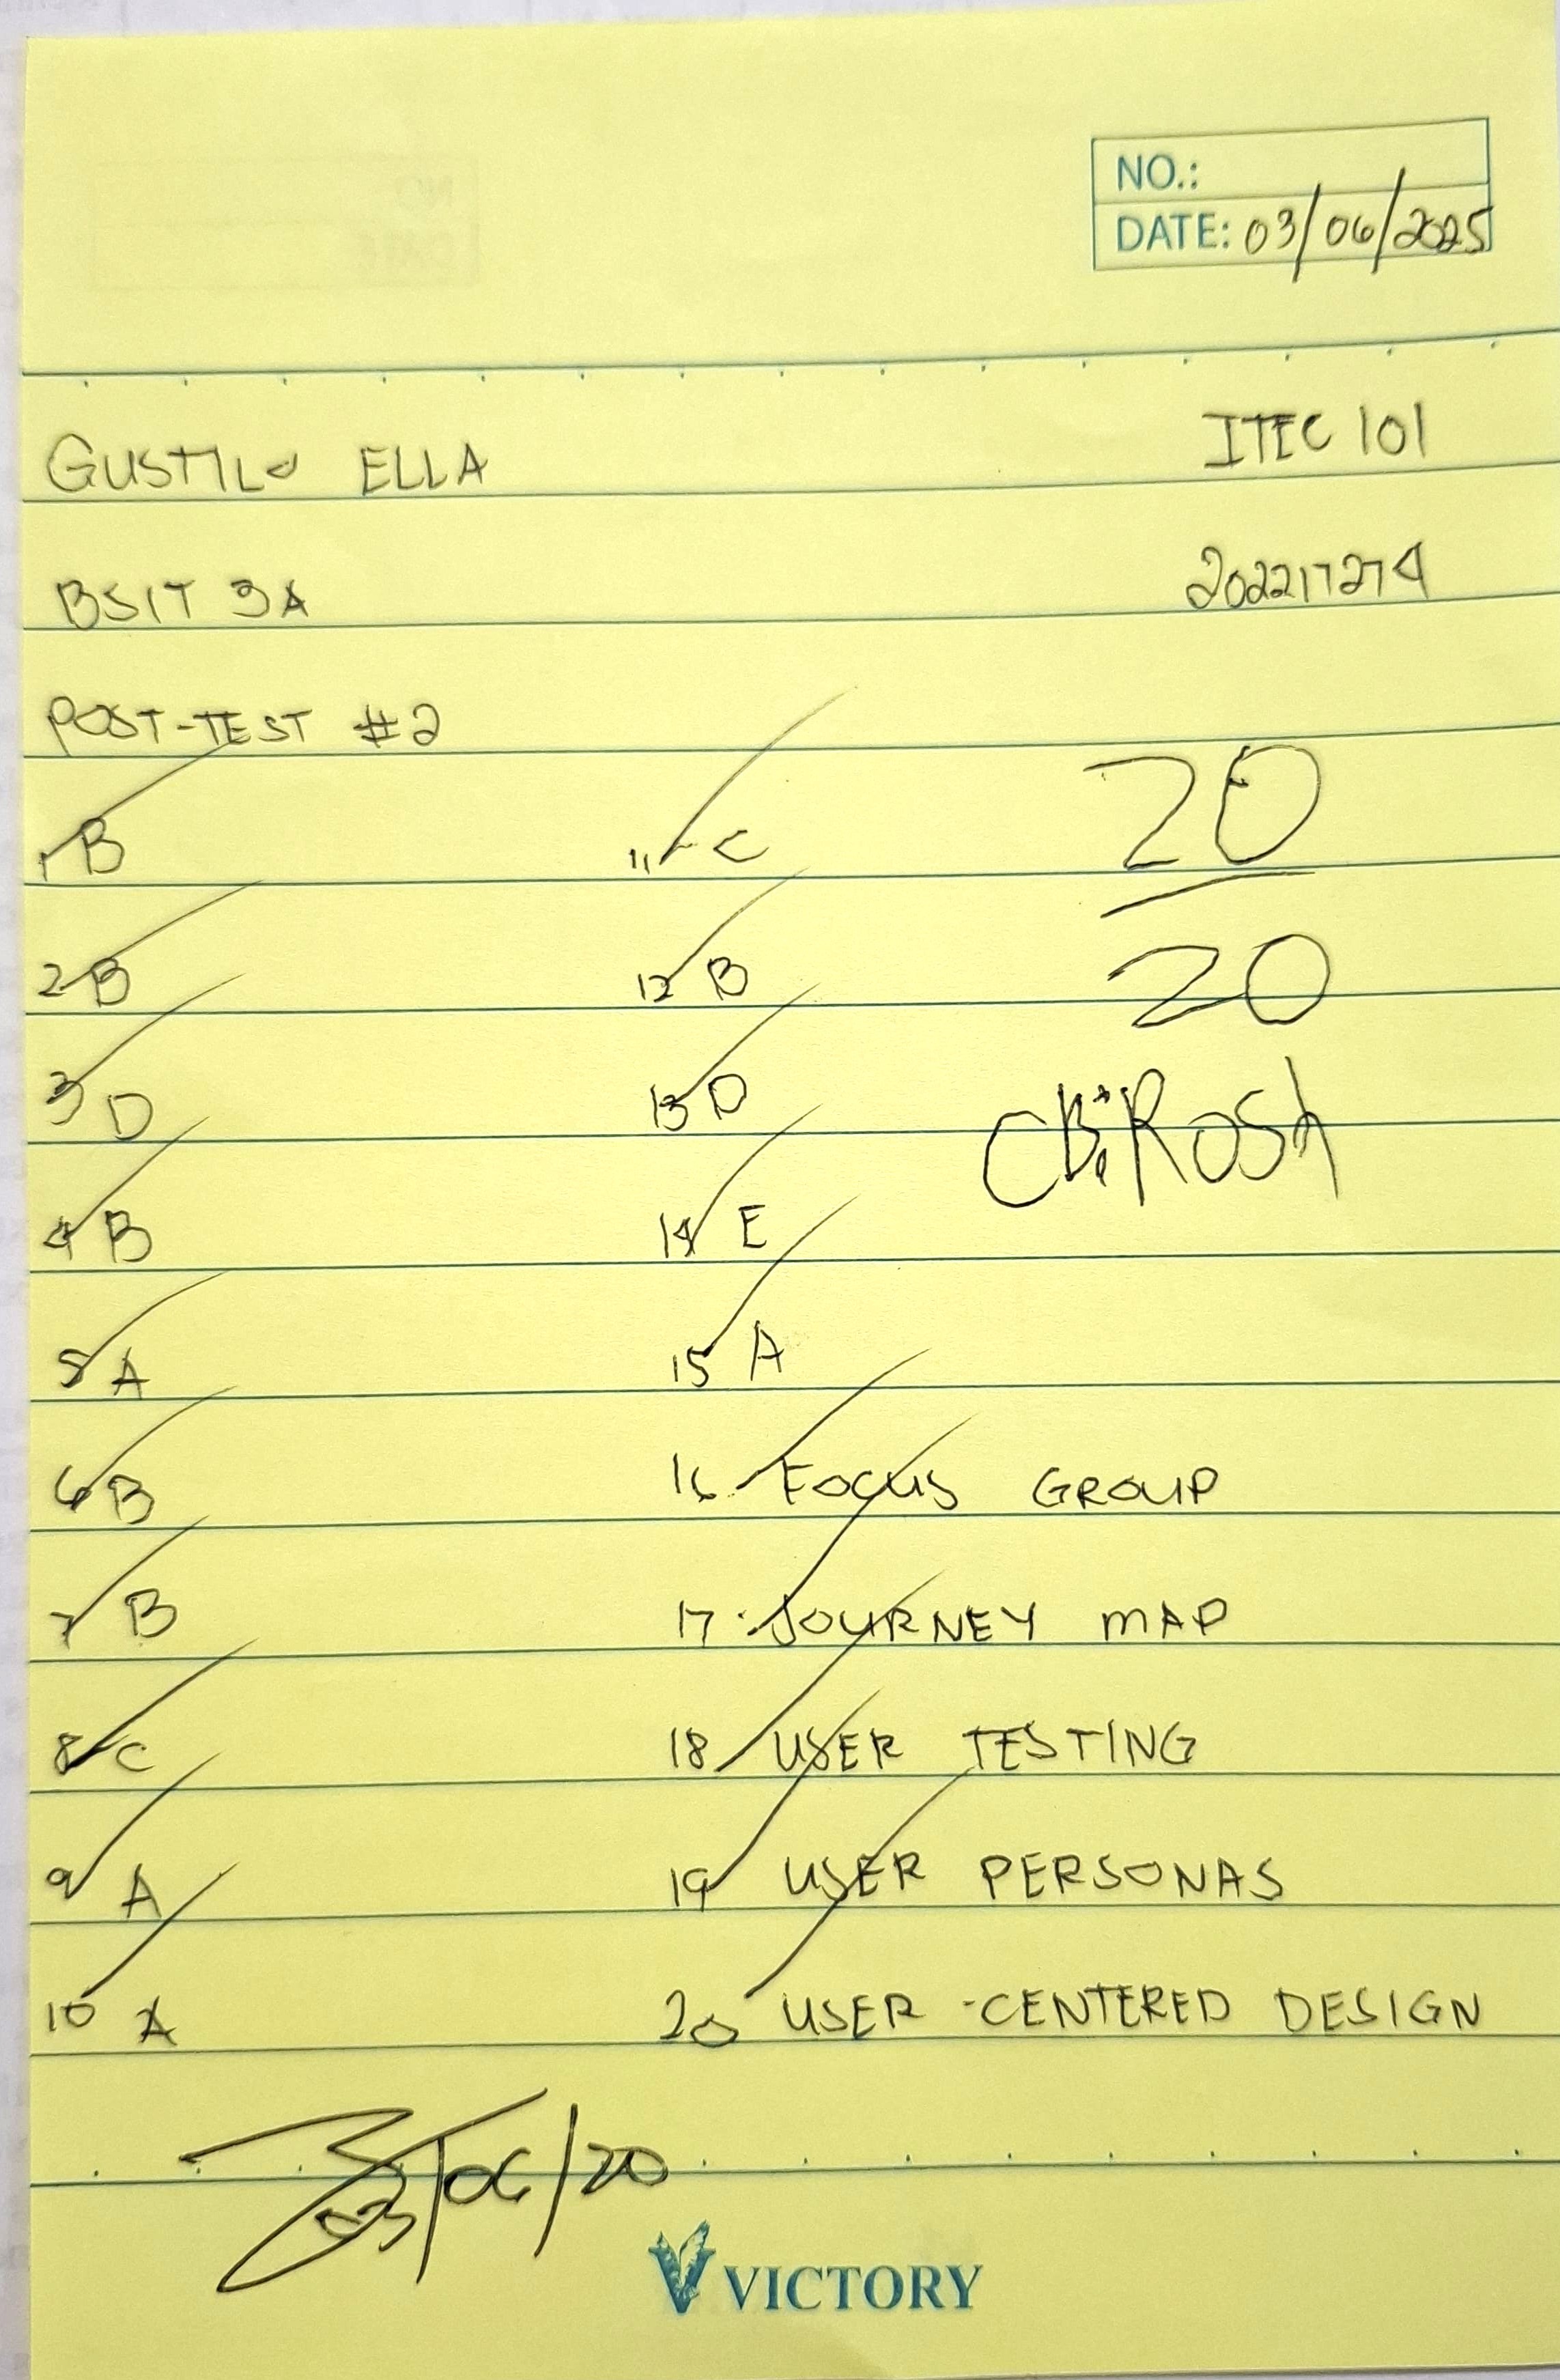 NO.:
DATE: 03/06/2025
GUSTILO ELLA ITEC 101
BSIT 3A 202217274
POST-TEST #2
1 B 11 C 20
2 B 12 B 20
3 D 13 D
4 B 14 E
5 A 15 A
6 B 16. FOCUS GROUP
7 B 17. JOURNEY MAP
8 C 18 USER TESTING
9 A 19 USER PERSONAS
10 A 20 USER-CENTERED DESIGN
03/06/20
VICTORY